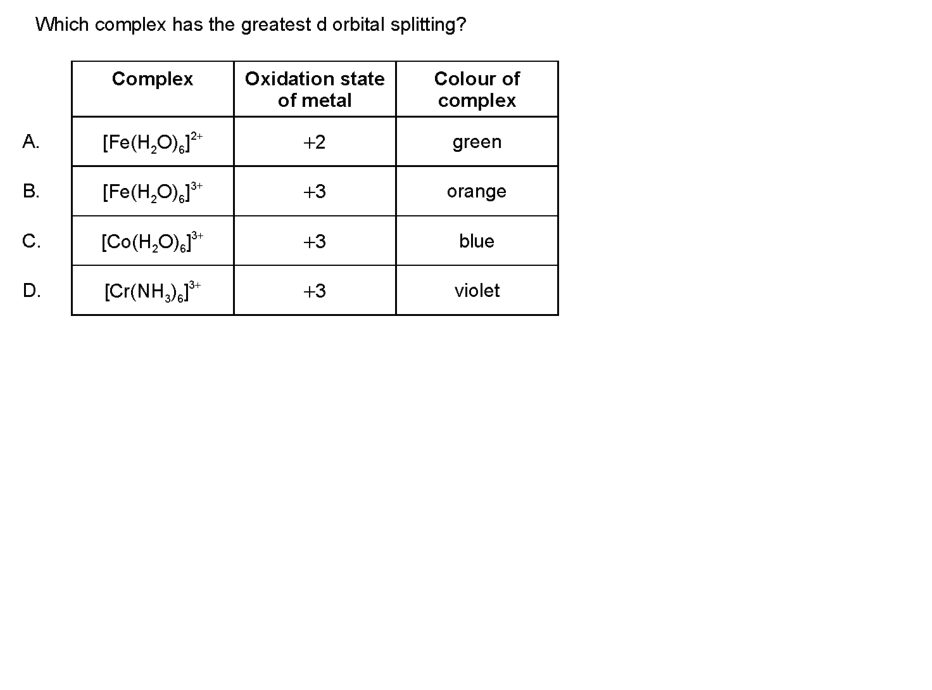 Which complex has the greatest d orbital splitting?
Complex Oxidation state of metal Colour of complex
A. [Fe(H₂O)₆]²⁺ +2 green
B. [Fe(H₂O)₆]³⁺ +3 orange
C. [Co(H₂O)₆]³⁺ +3 blue
D. [Cr(NH₃)₆]³⁺ +3 violet